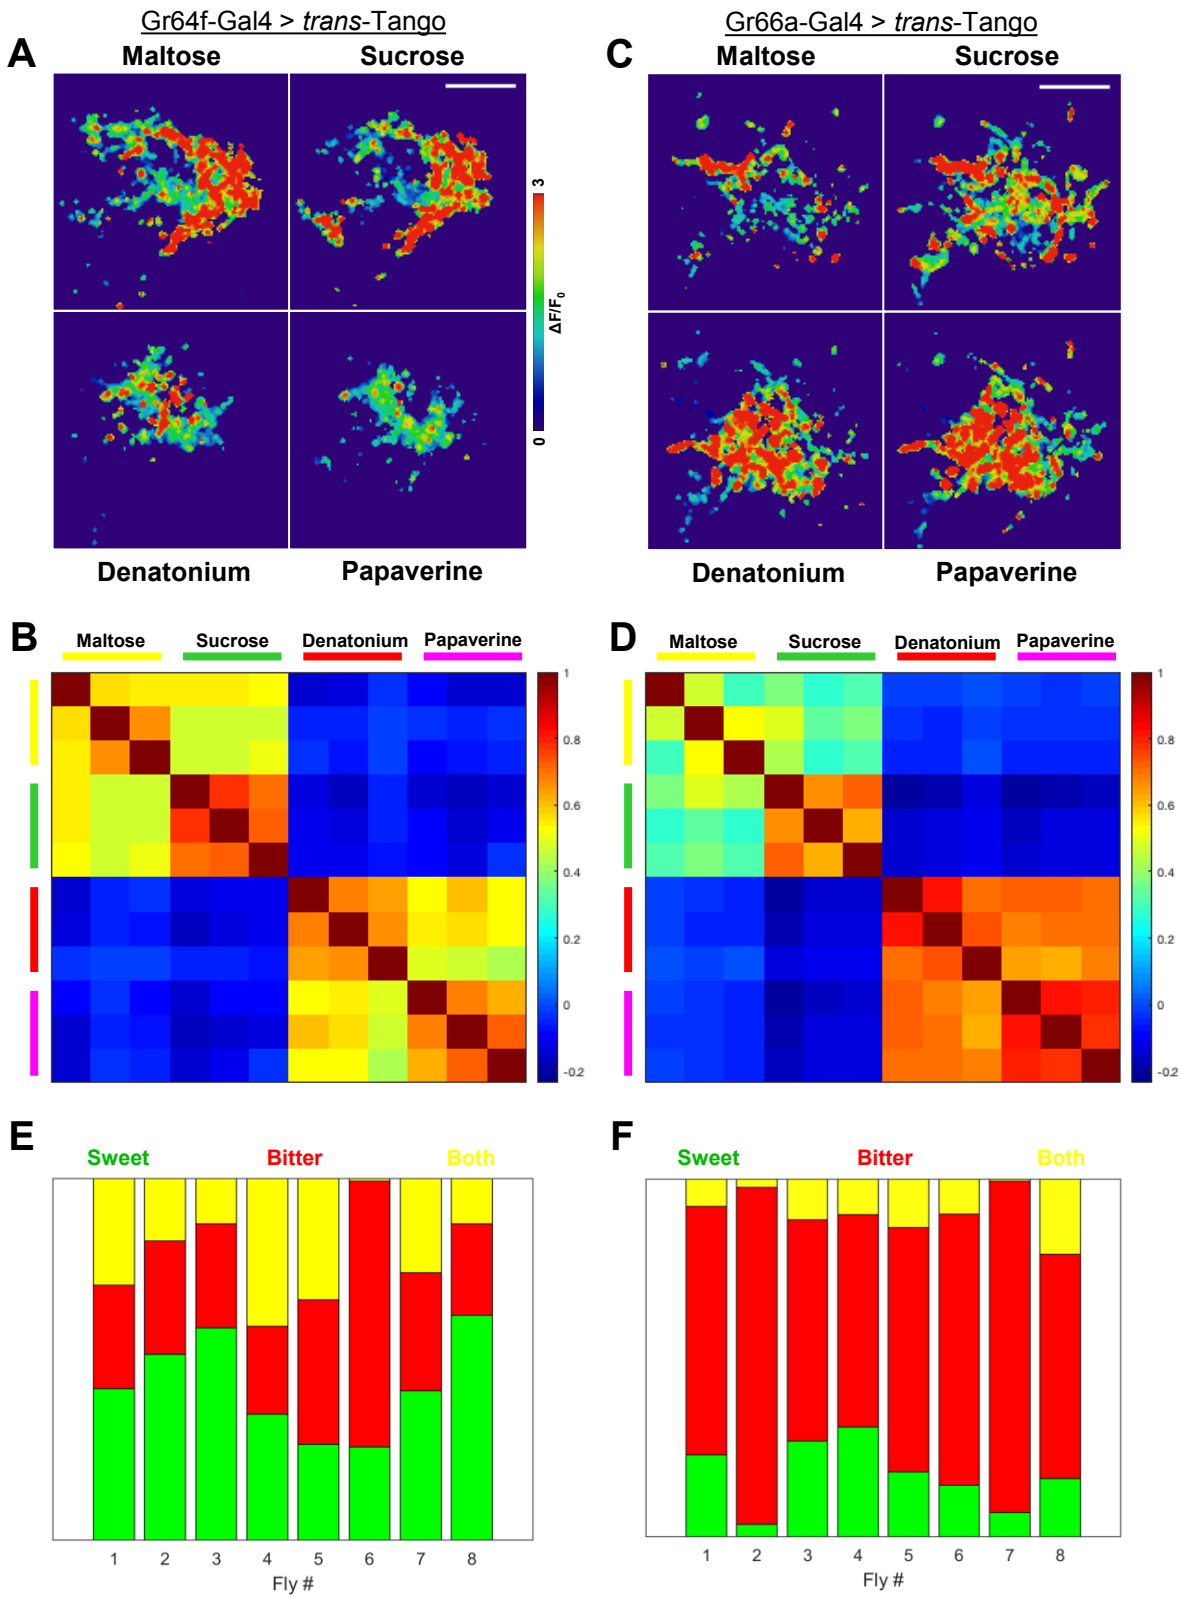 Gr64f-Gal4 > trans-Tango
Gr66a-Gal4 > trans-Tango
A
Maltose
Sucrose
C
Maltose
Sucrose
3
ΔF/F0
0
Denatonium
Papaverine
Denatonium
Papaverine
B
Maltose
Sucrose
Denatonium
Papaverine
1
0.8
0.6
0.4
0.2
0
-0.2
D
Maltose
Sucrose
Denatonium
Papaverine
1
0.8
0.6
0.4
0.2
0
-0.2
E
Sweet
Bitter
Both
1 2 3 4 5 6 7 8
Fly #
F
Sweet
Bitter
Both
1 2 3 4 5 6 7 8
Fly #